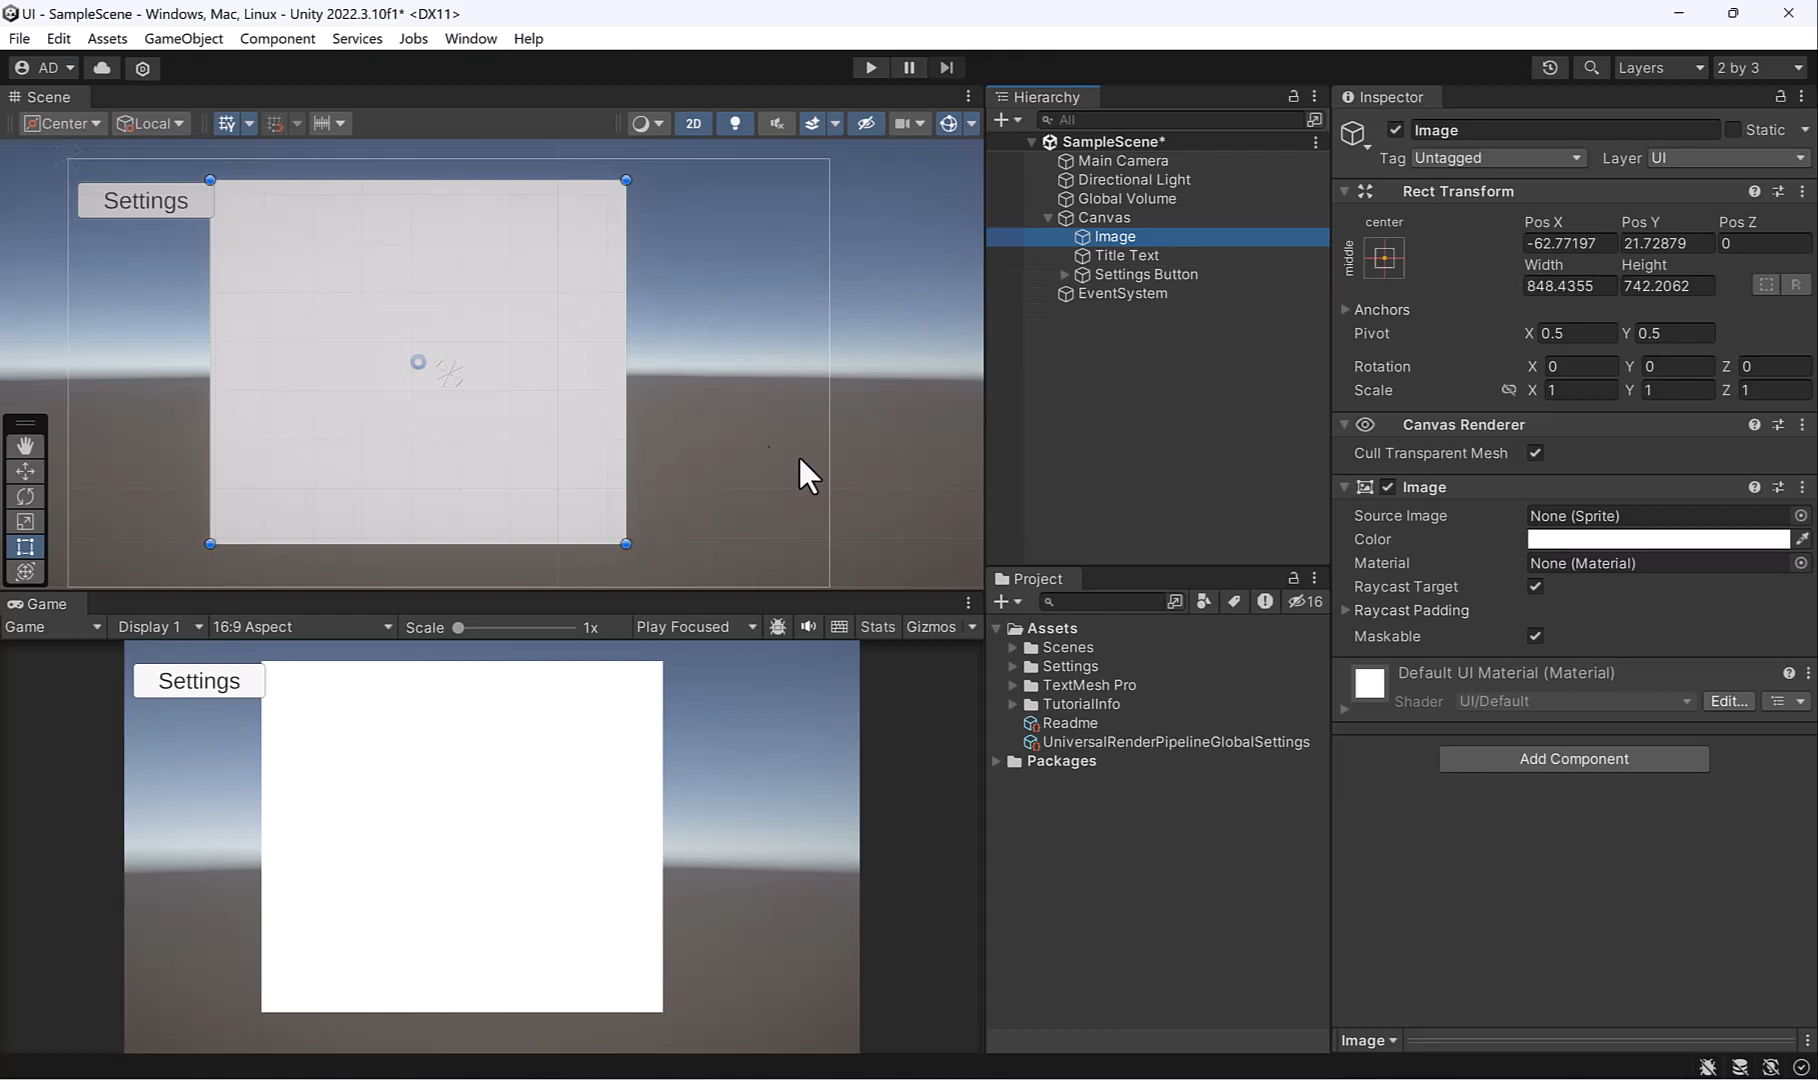 UI - SampleScene - Windows, Mac, Linux - Unity 2022.3.10f1* <DX11>
File Edit Assets GameObject Component Services Jobs Window Help
AD
Layers
2 by 3
Scene
Center
Local
2D
Settings
Game
Game
Display 1
16:9 Aspect
Scale
1x
Play Focused
Stats
Gizmos
Settings
Hierarchy
All
SampleScene*
Main Camera
Directional Light
Global Volume
Canvas
Image
Title Text
Settings Button
EventSystem
Project
16
Assets
Scenes
Settings
TextMesh Pro
TutorialInfo
Readme
UniversalRenderPipelineGlobalSettings
Packages
Inspector
Image
Static
Tag Untagged Layer UI
Rect Transform
center
middle
Pos X Pos Y Pos Z
-62.77197 21.72879 0
Width Height
848.4355 742.2062
R
Anchors
Pivot X 0.5 Y 0.5
Rotation X 0 Y 0 Z 0
Scale X 1 Y 1 Z 1
Canvas Renderer
Cull Transparent Mesh
Image
Source Image None (Sprite)
Color
Material None (Material)
Raycast Target
Raycast Padding
Maskable
Default UI Material (Material)
Shader UI/Default Edit...
Add Component
Image